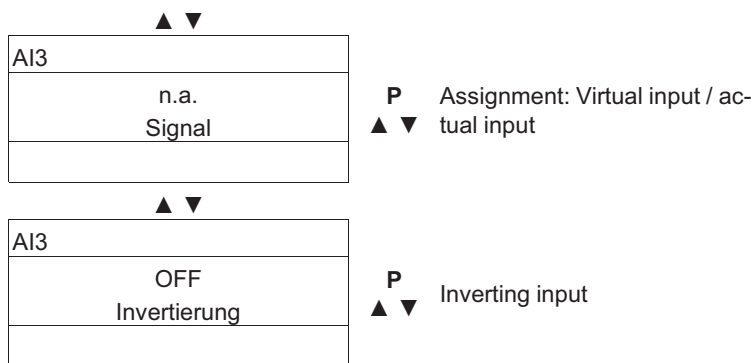 ▲ ▼
AI3
n.a.
Signal
P
▲ ▼
Assignment: Virtual input / ac-
tual input
▲ ▼
AI3
OFF
Invertierung
P
▲ ▼
Inverting input